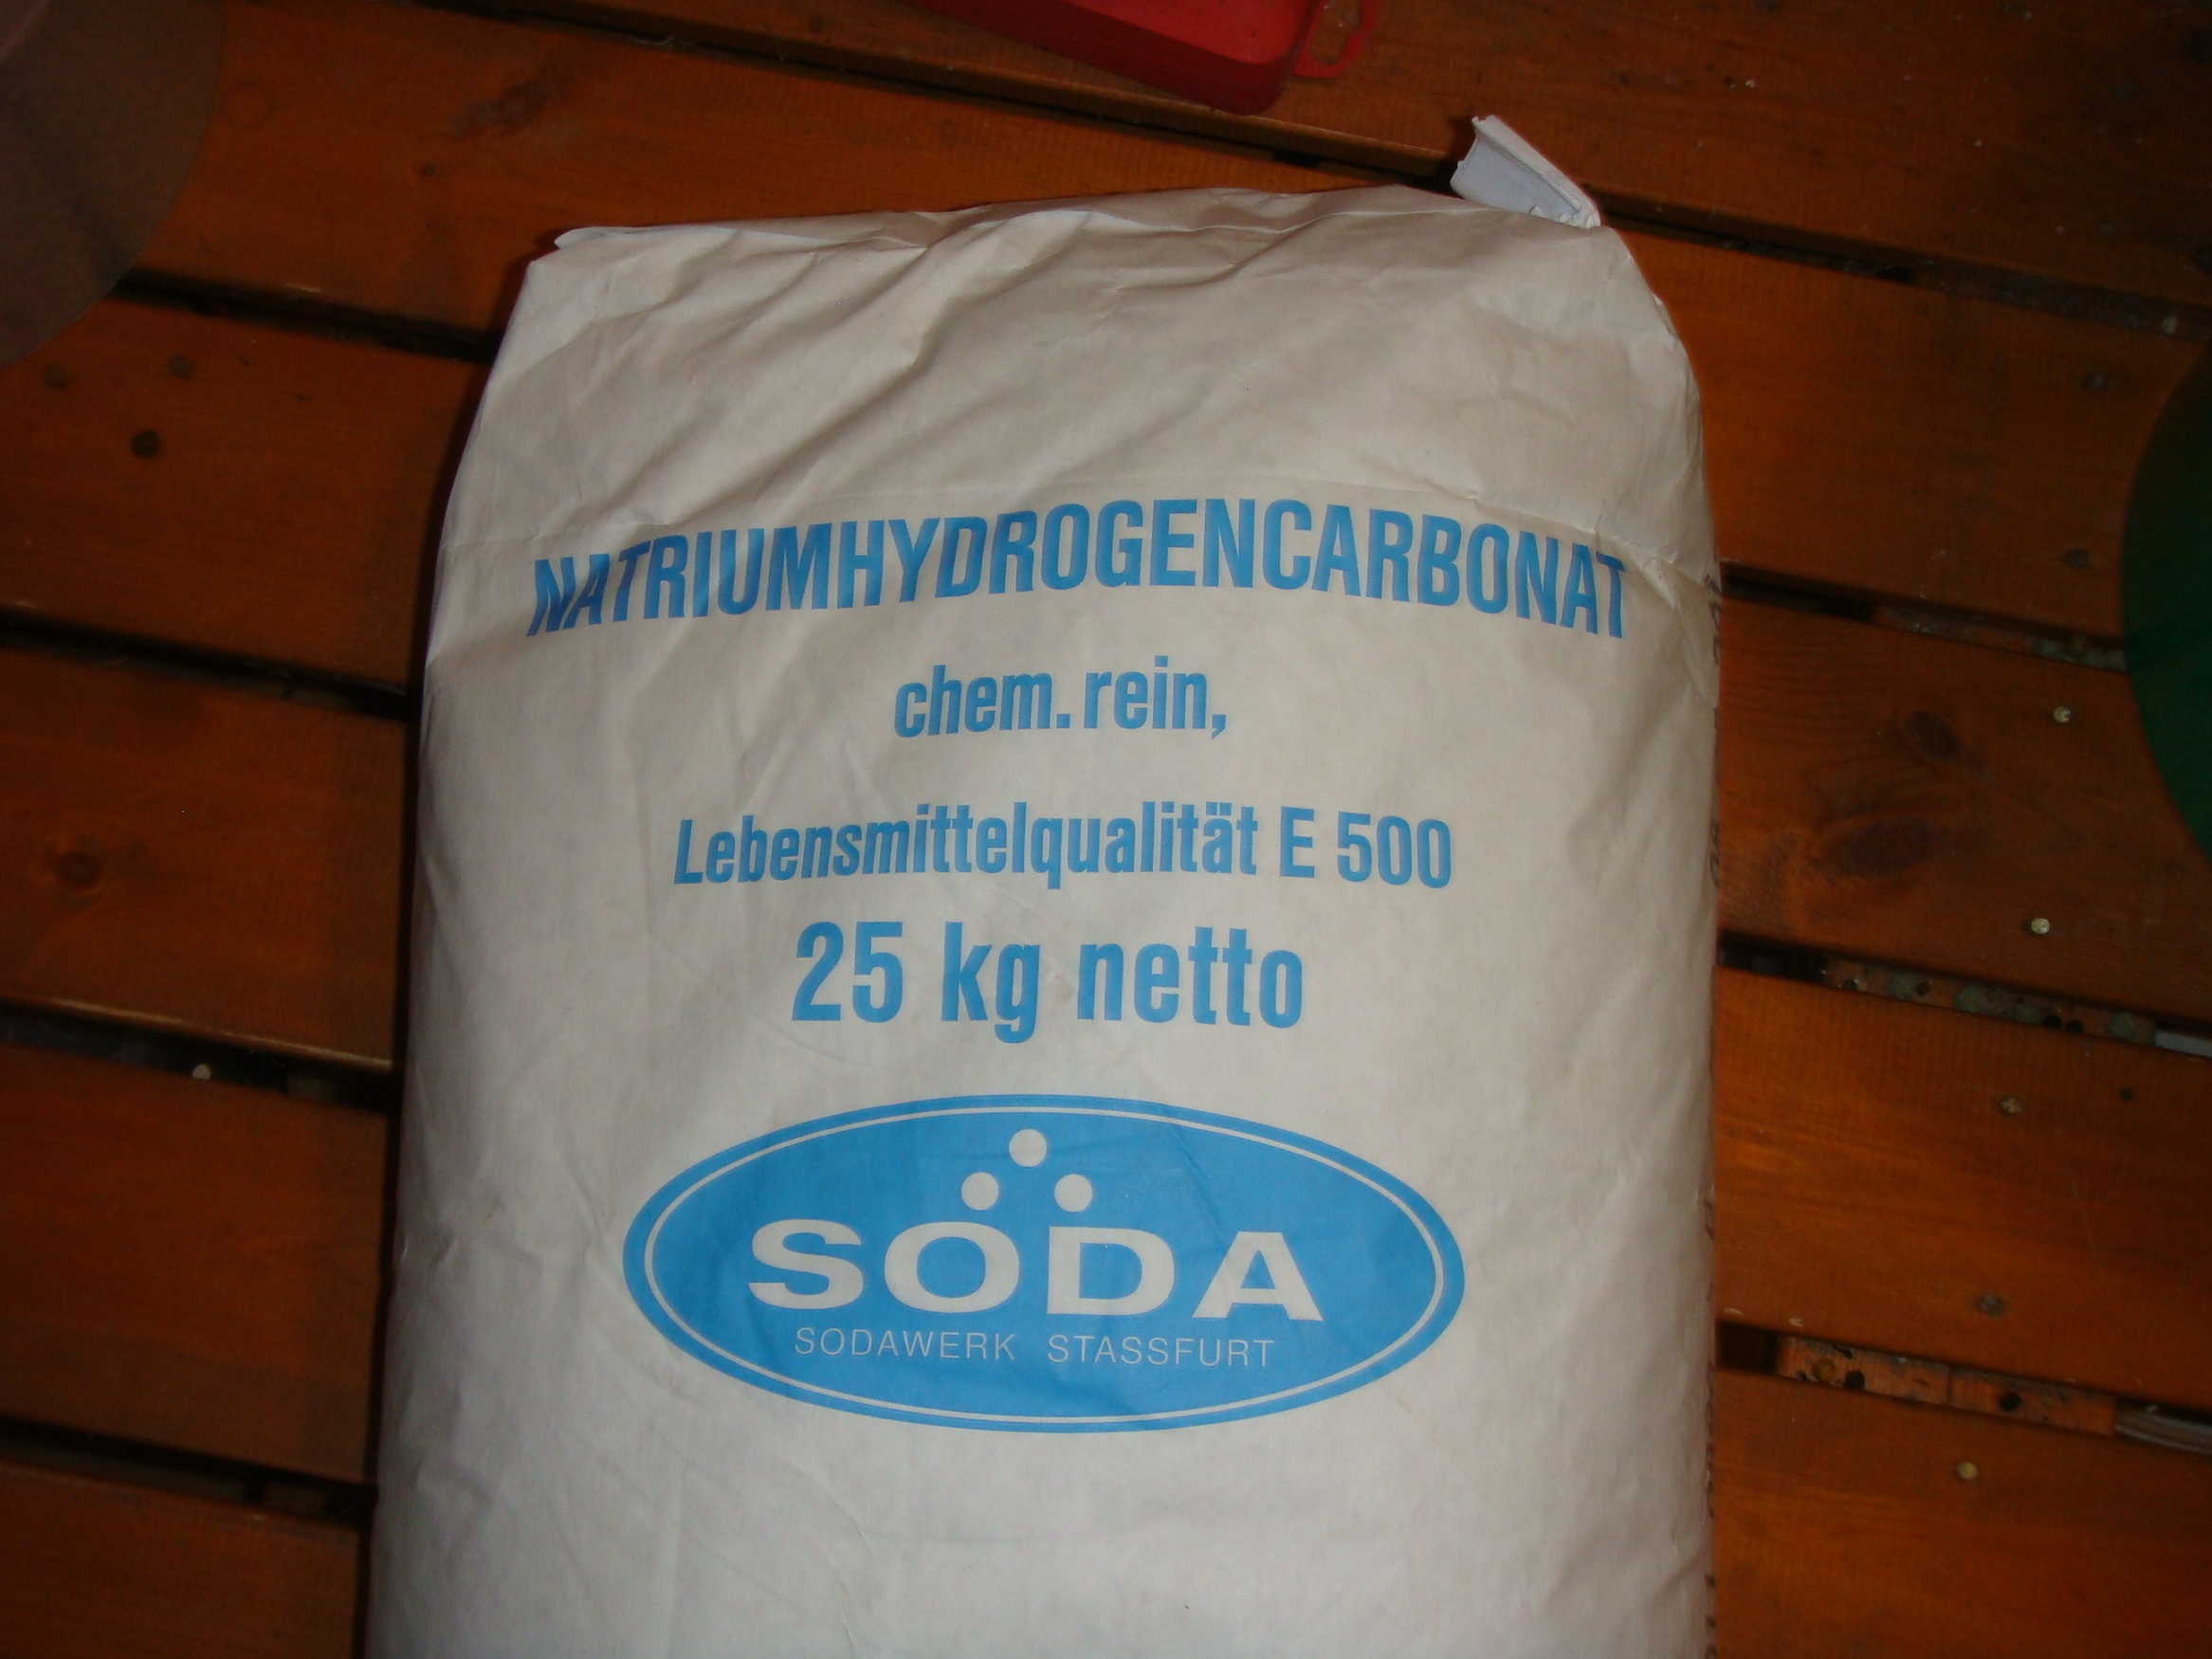 NATRIUMHYDROGENCARBONAT
chem. rein,
Lebensmittelqualität E 500
25 kg netto
SODA
SODAWERK STASSFURT